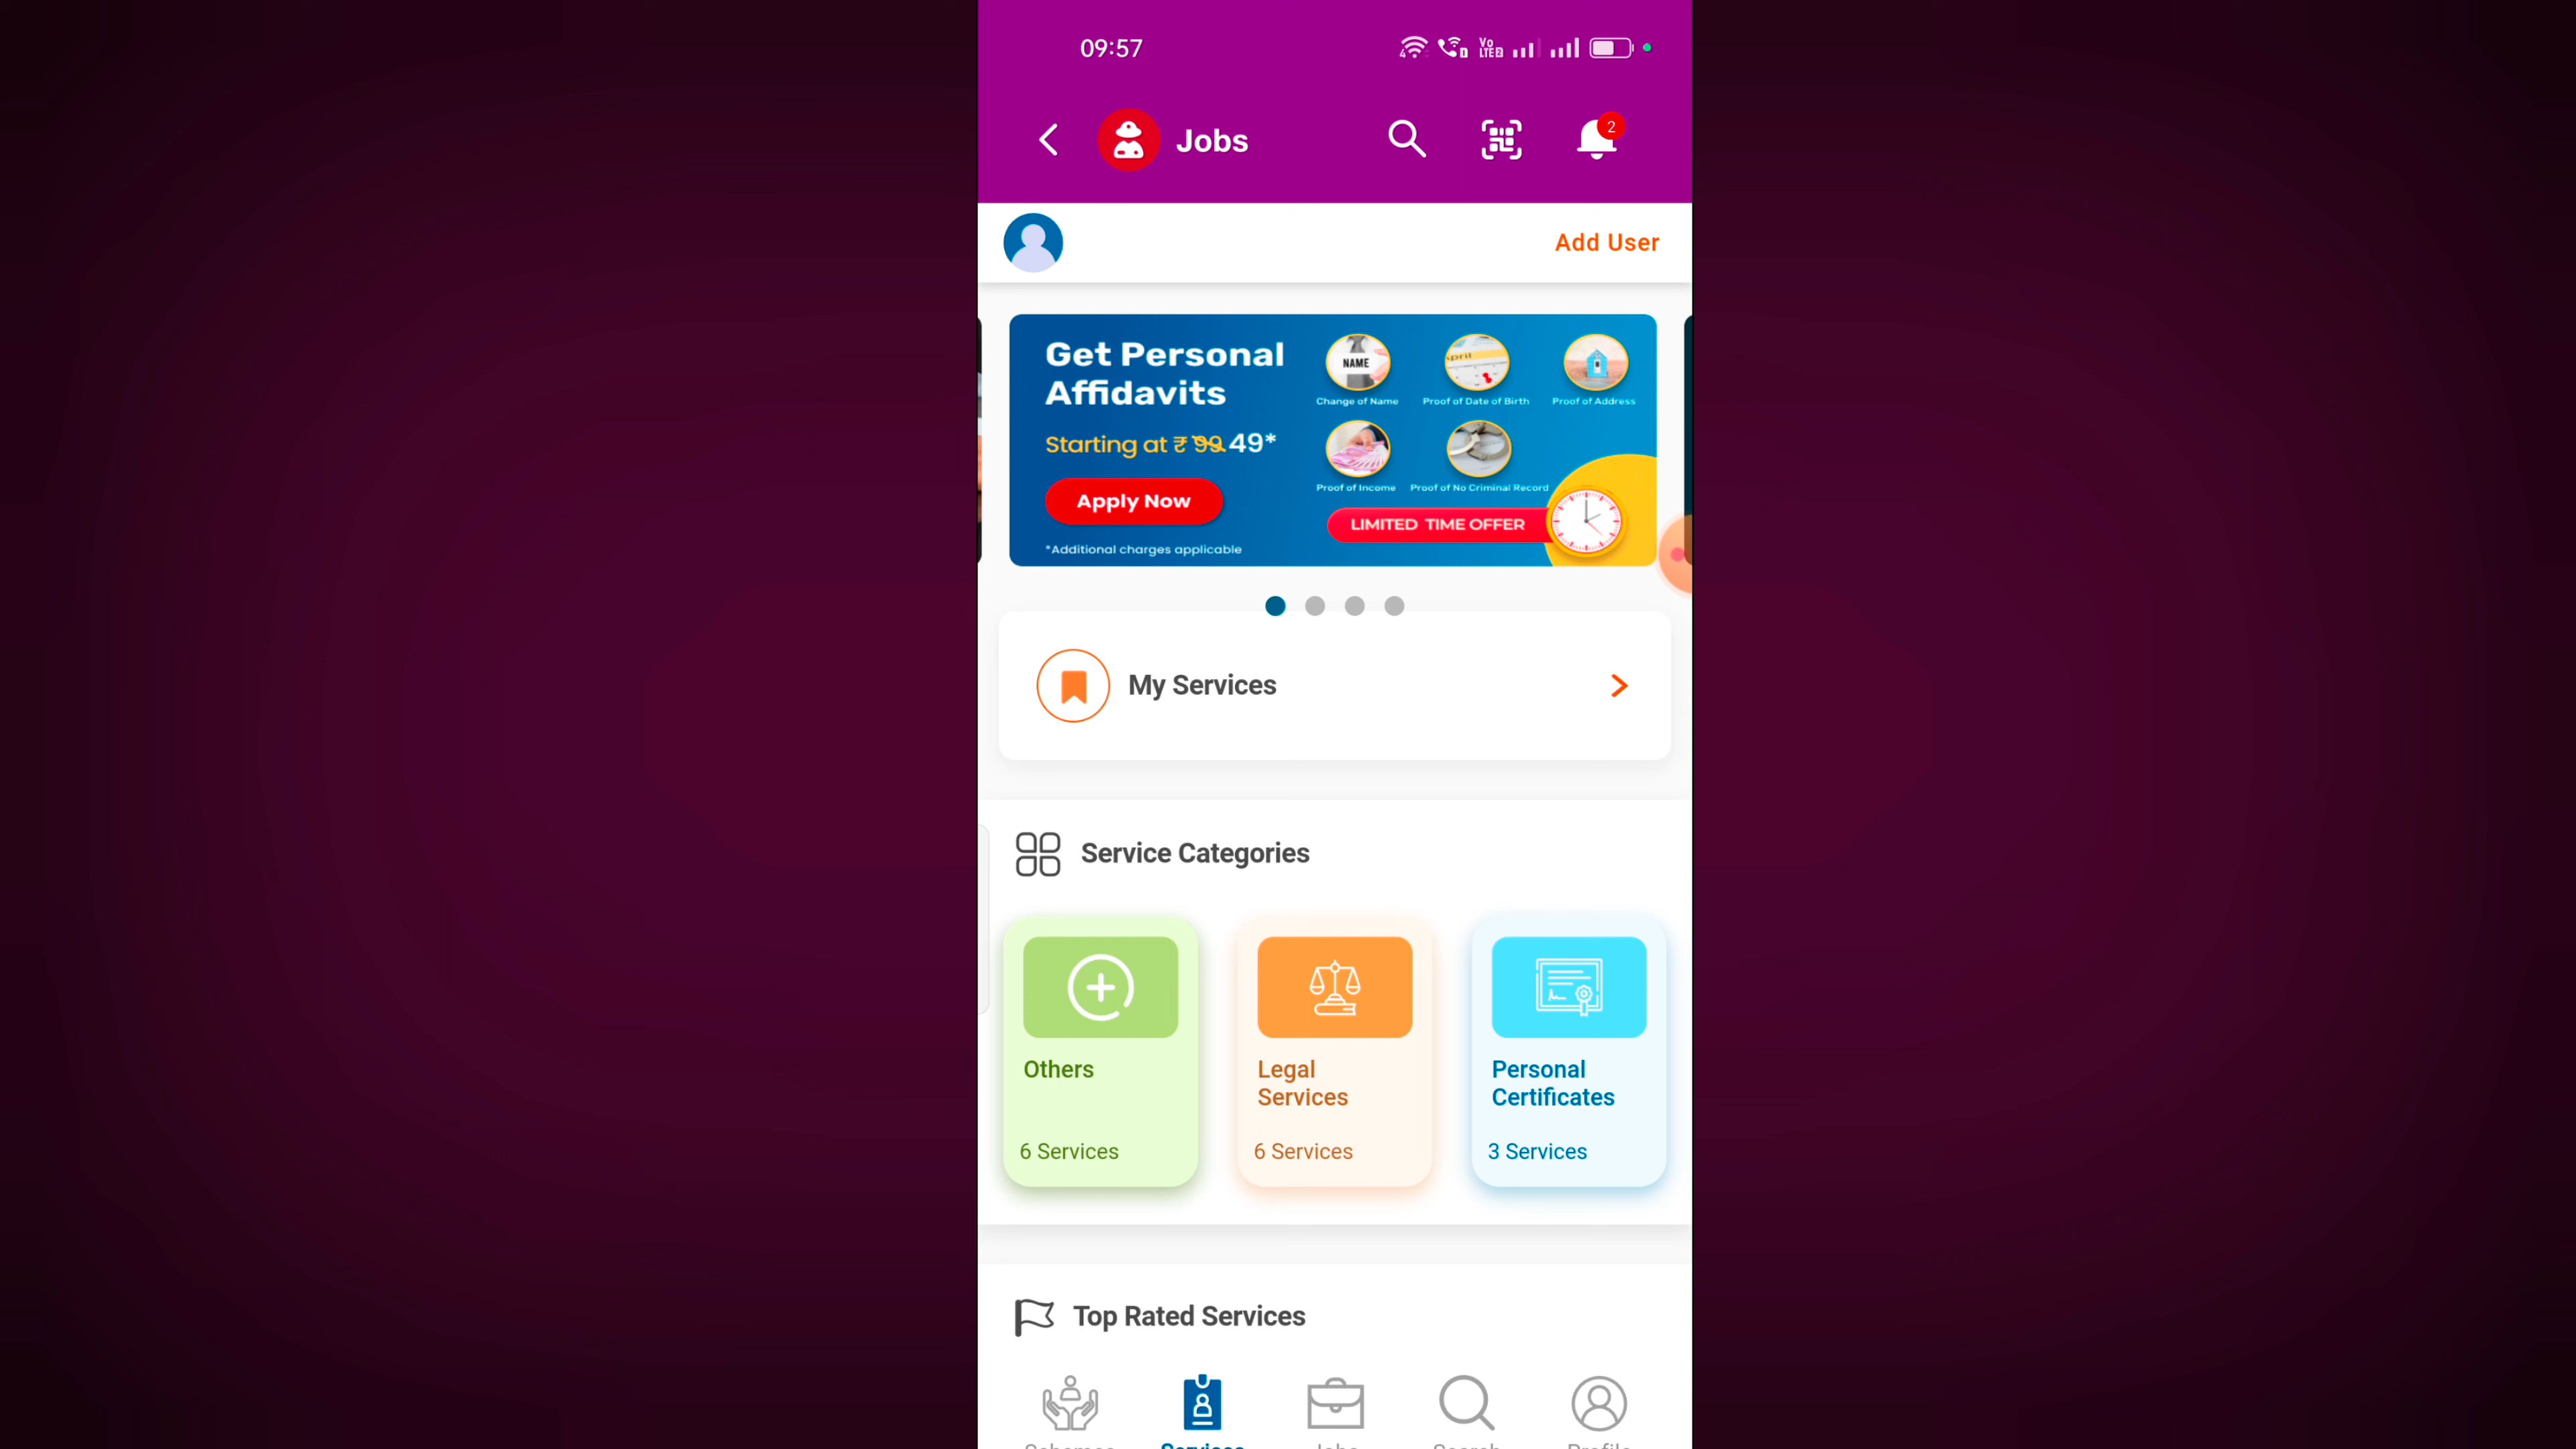 09:57
Vo
LTE2
Jobs
2
Add User
Get Personal
Affidavits
Starting at ₹ 99 49*
Apply Now
*Additional charges applicable
NAME
Change of Name
April
Proof of Date of Birth
Proof of Address
Proof of Income
Proof of No Criminal Record
LIMITED TIME OFFER
My Services
Service Categories
Others
6 Services
Legal
Services
6 Services
Personal
Certificates
3 Services
Top Rated Services
Schemes Services Jobs Search Profile